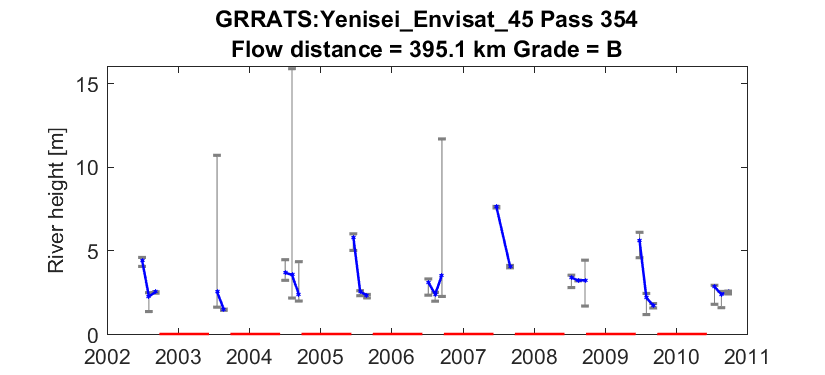 GRRATS:Yenisei_Envisat_45 Pass 354
Flow distance = 395.1 km Grade = B
River height [m]
15
10
5
0
2002 2003 2004 2005 2006 2007 2008 2009 2010 2011